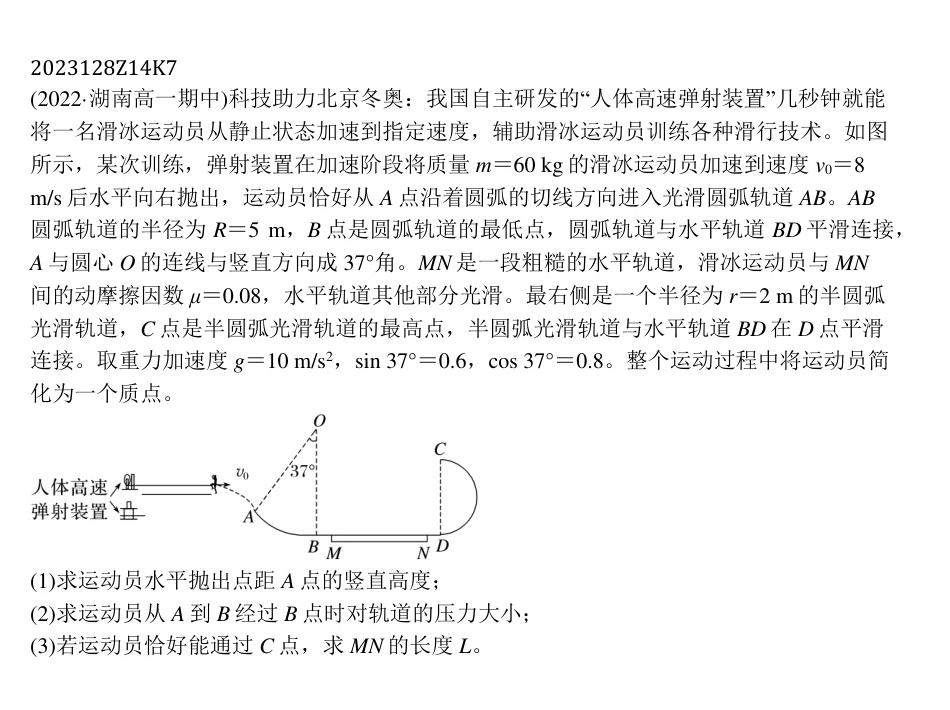 2023128Z14K7
(2022·湖南高一期中)科技助力北京冬奥：我国自主研发的“人体高速弹射装置”几秒钟就能
将一名滑冰运动员从静止状态加速到指定速度，辅助滑冰运动员训练各种滑行技术。如图
所示，某次训练，弹射装置在加速阶段将质量 m＝60 kg 的滑冰运动员加速到速度 v₀＝8
m/s 后水平向右抛出，运动员恰好从 A 点沿着圆弧的切线方向进入光滑圆弧轨道 AB。AB
圆弧轨道的半径为 R＝5 m，B 点是圆弧轨道的最低点，圆弧轨道与水平轨道 BD 平滑连接，
A 与圆心 O 的连线与竖直方向成 37°角。MN 是一段粗糙的水平轨道，滑冰运动员与 MN
间的动摩擦因数 μ＝0.08，水平轨道其他部分光滑。最右侧是一个半径为 r＝2 m 的半圆弧
光滑轨道，C 点是半圆弧光滑轨道的最高点，半圆弧光滑轨道与水平轨道 BD 在 D 点平滑
连接。取重力加速度 g＝10 m/s²，sin 37°＝0.6，cos 37°＝0.8。整个运动过程中将运动员简
化为一个质点。
O
C
37°
v₀
人体高速
弹射装置
A
B M N D
(1)求运动员水平抛出点距 A 点的竖直高度；
(2)求运动员从 A 到 B 经过 B 点时对轨道的压力大小；
(3)若运动员恰好能通过 C 点，求 MN 的长度 L。